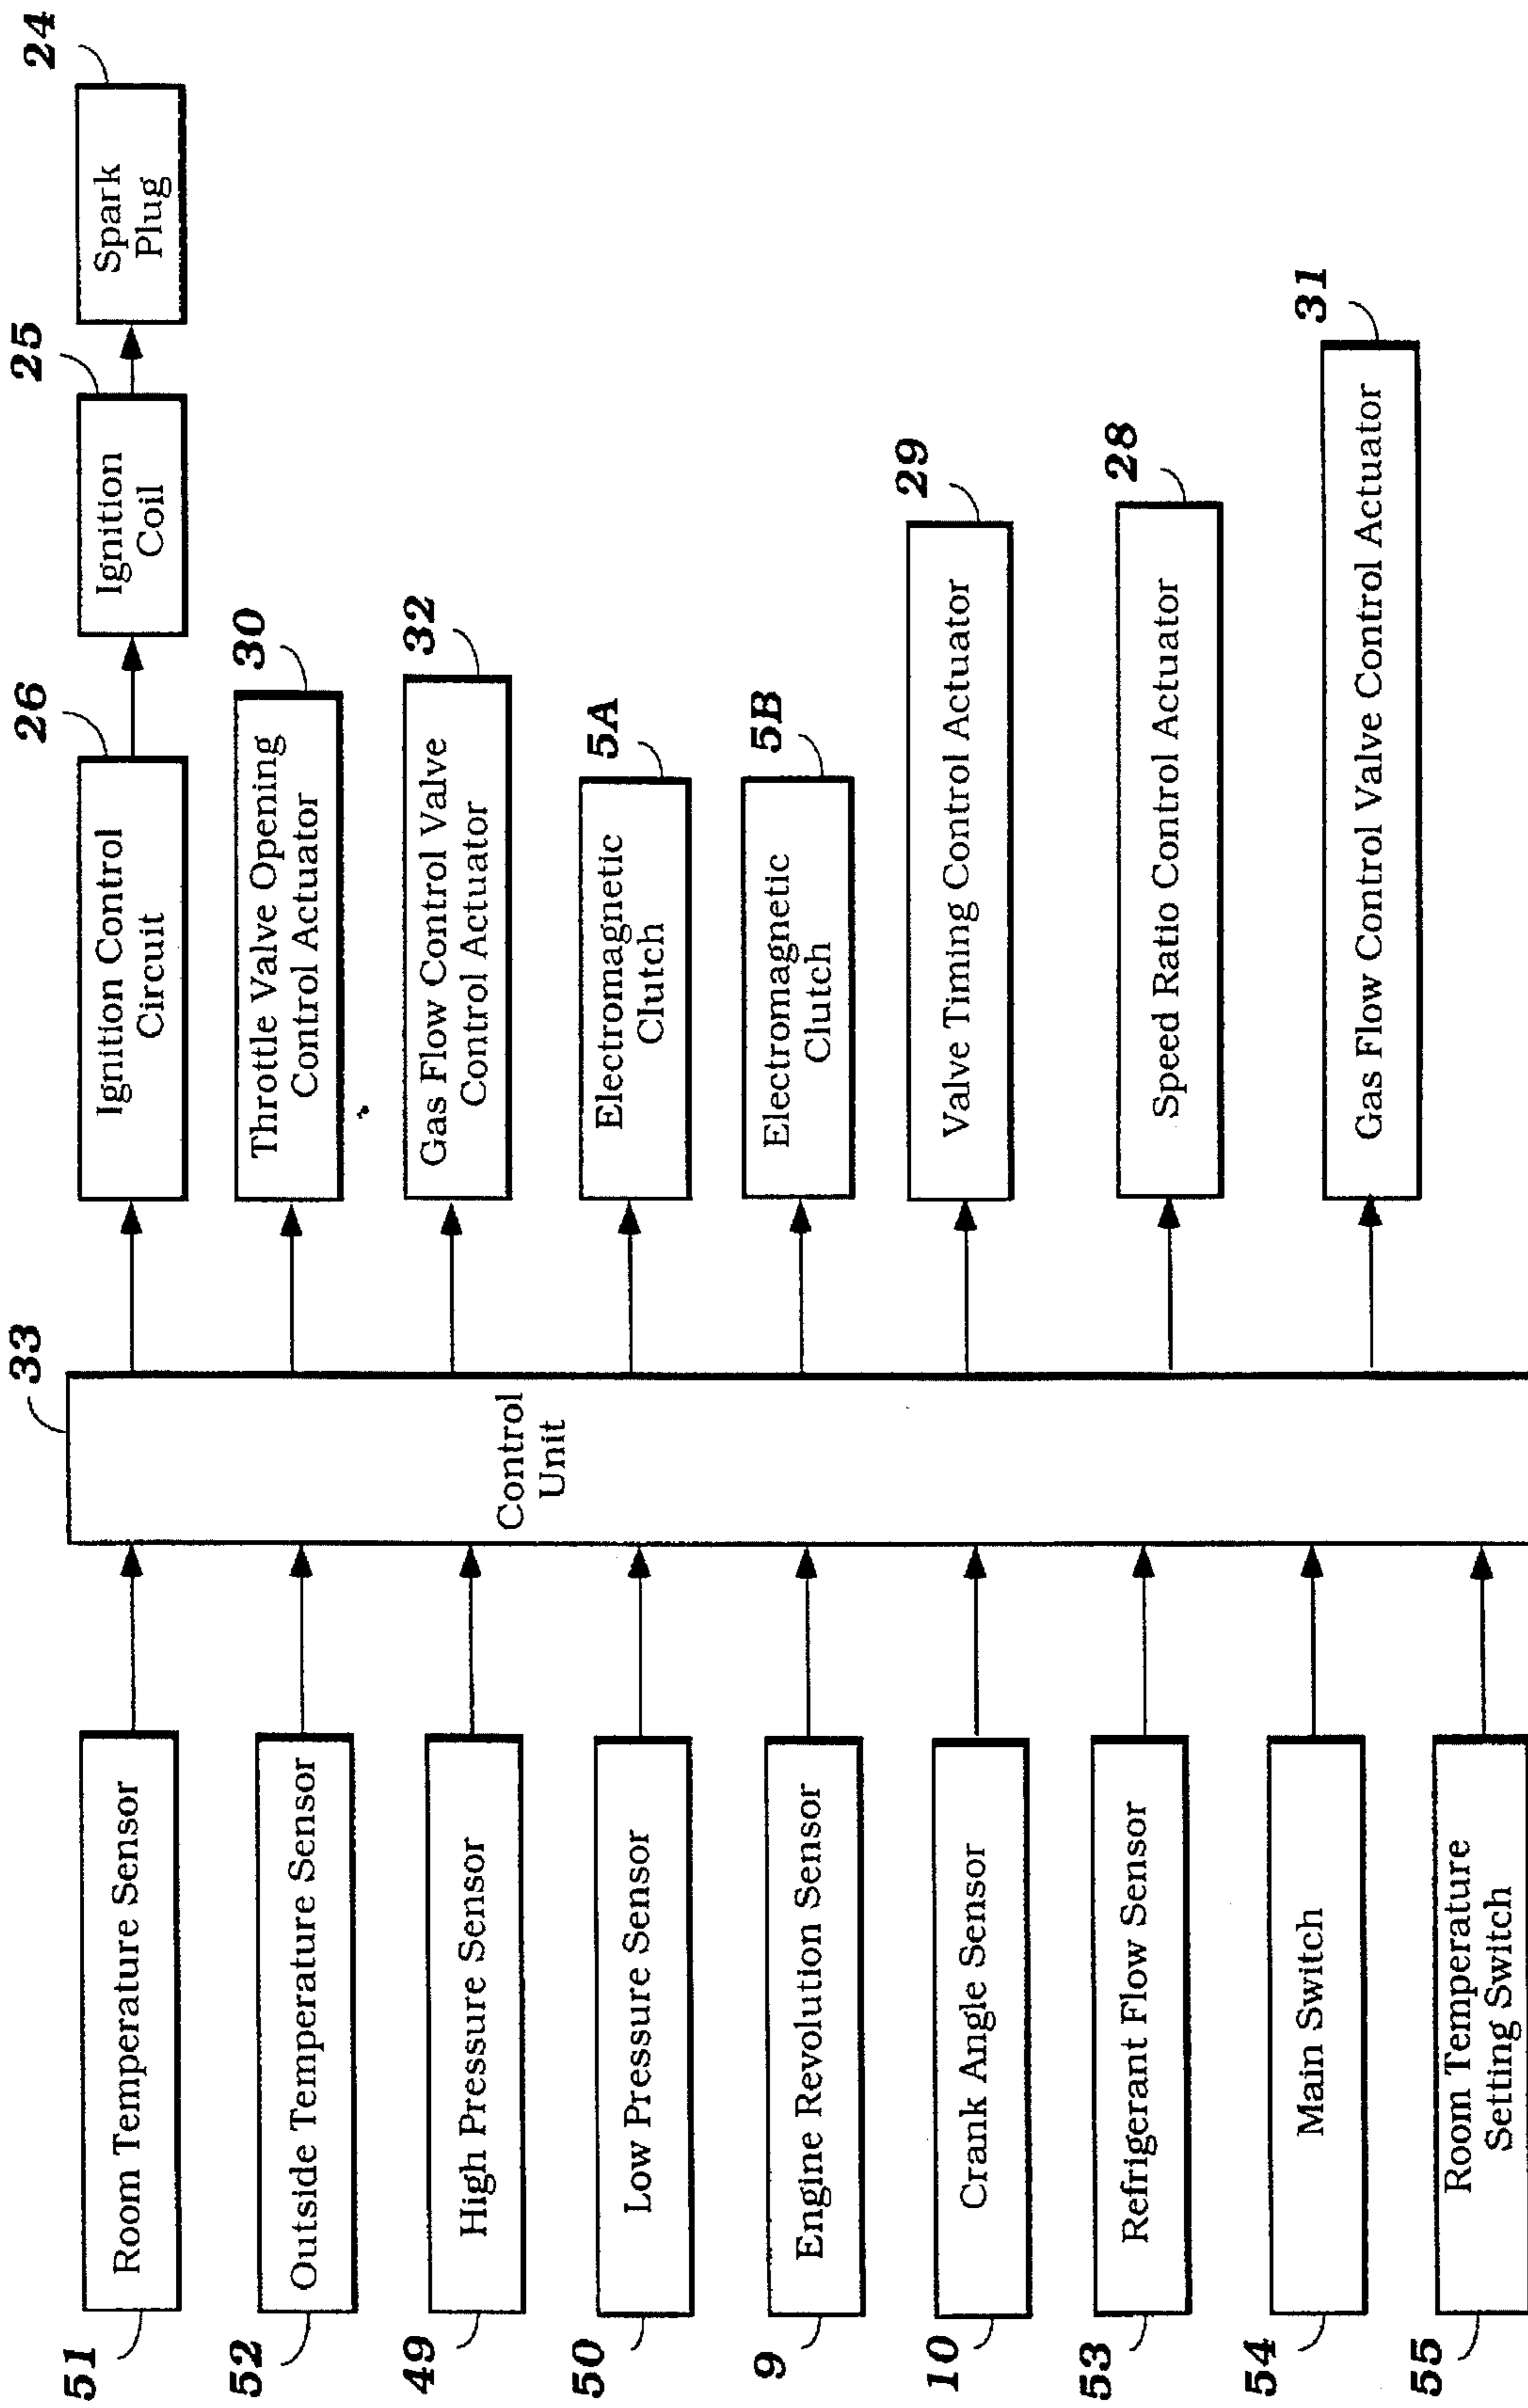 51
Room Temperature Sensor
52
Outside Temperature Sensor
49
High Pressure Sensor
50
Low Pressure Sensor
9
Engine Revolution Sensor
10
Crank Angle Sensor
53
Refrigerant Flow Sensor
54
Main Switch
55
Room Temperature
Setting Switch
33
Control
Unit
26
Ignition Control
Circuit
25
Ignition
Coil
24
Spark
Plug
30
Throttle Valve Opening
Control Actuator
32
Gas Flow Control Valve
Control Actuator
5A
Electromagnetic
Clutch
5B
Electromagnetic
Clutch
29
Valve Timing Control Actuator
28
Speed Ratio Control Actuator
31
Gas Flow Control Valve Control Actuator